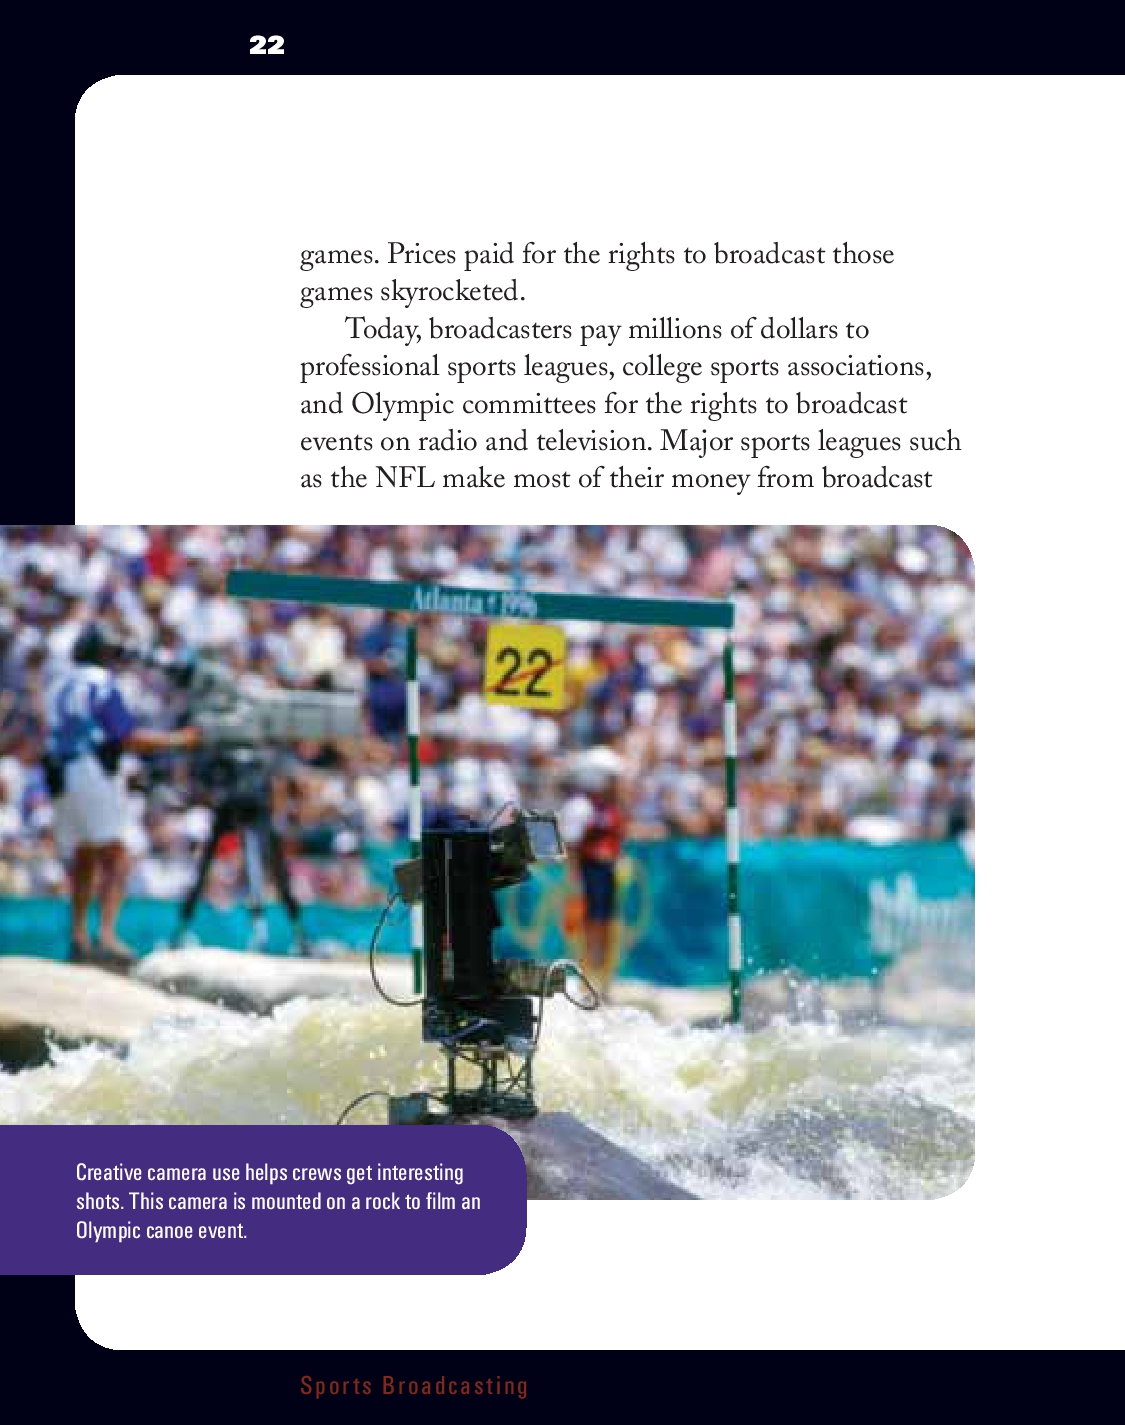 22
games. Prices paid for the rights to broadcast those
games skyrocketed.
Today, broadcasters pay millions of dollars to
professional sports leagues, college sports associations,
and Olympic committees for the rights to broadcast
events on radio and television. Major sports leagues such
as the NFL make most of their money from broadcast
Atlanta 1996
22
Creative camera use helps crews get interesting
shots. This camera is mounted on a rock to film an
Olympic canoe event.
Sports Broadcasting